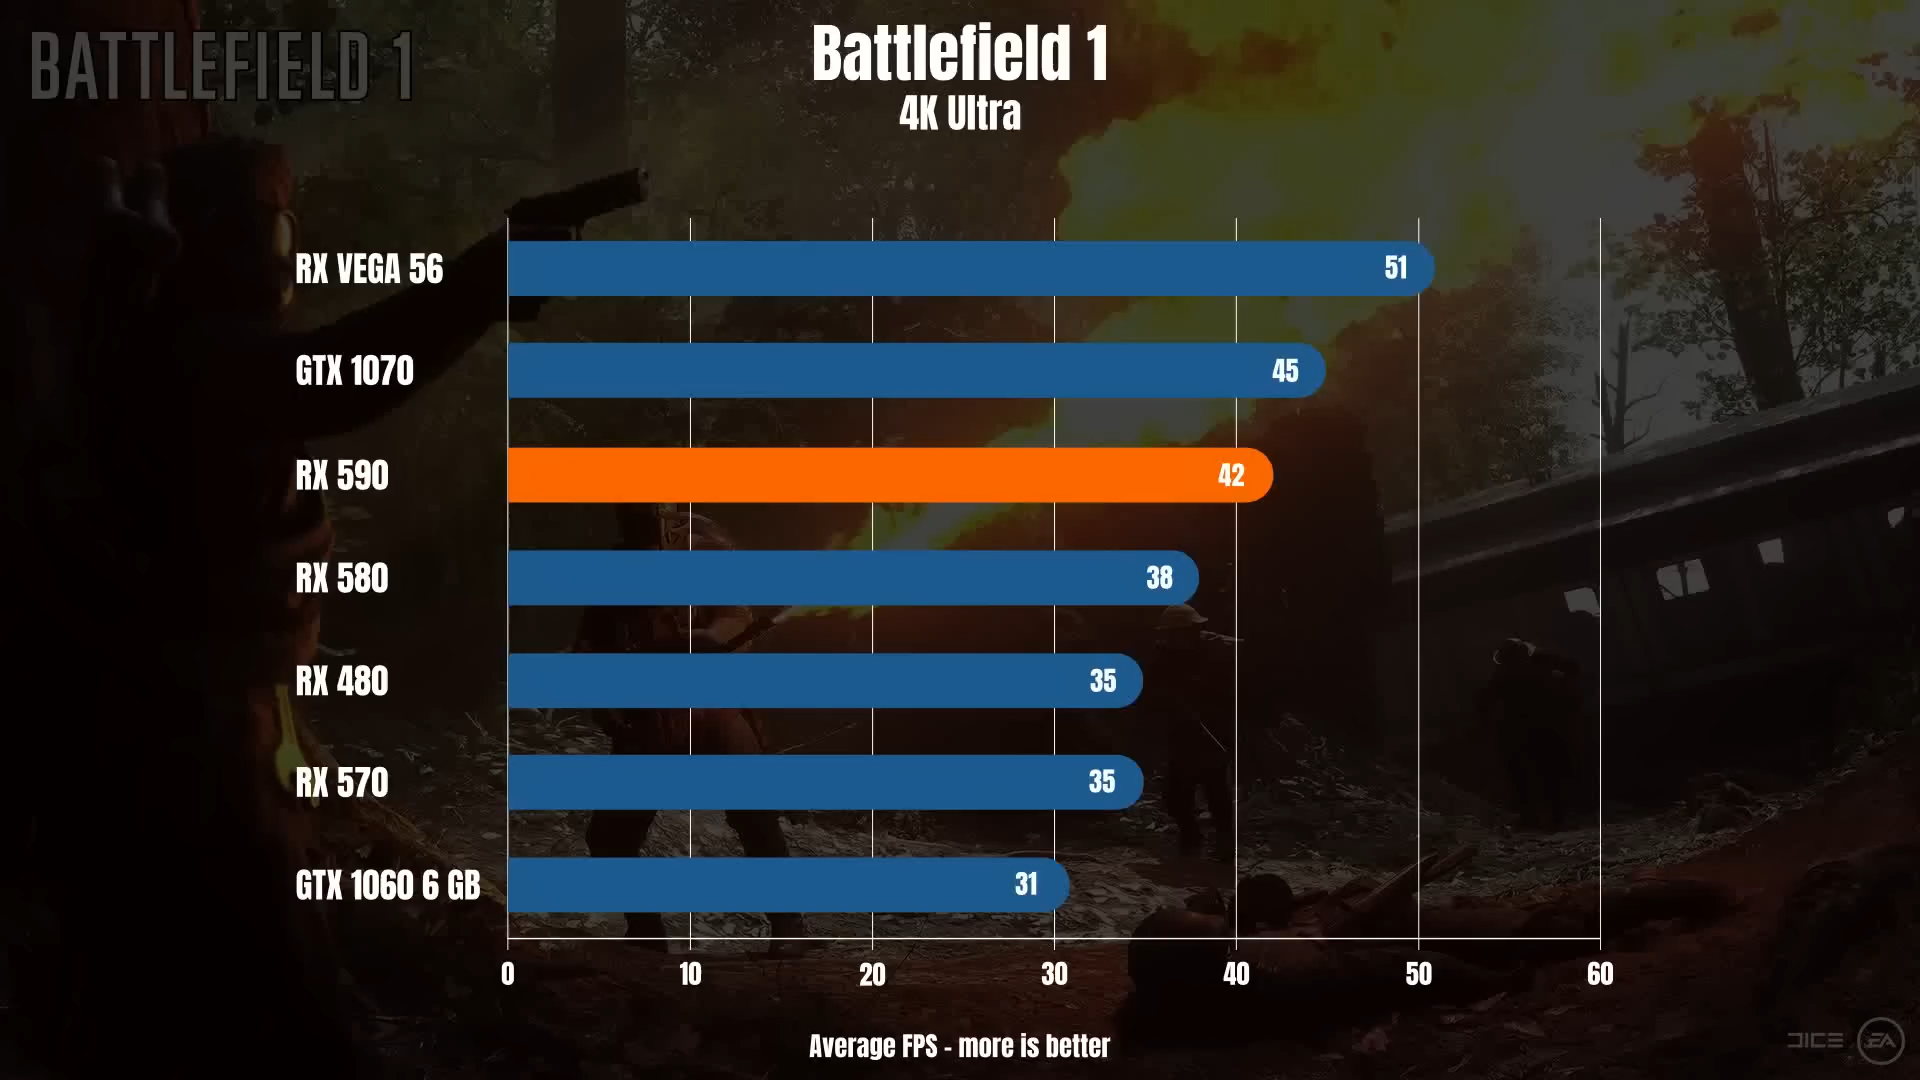 BATTLEFIELD 1
Battlefield 1
4K Ultra
RX VEGA 56
51
GTX 1070
45
RX 590
42
RX 580
38
RX 480
35
RX 570
35
GTX 1060 6 GB
31
0 10 20 30 40 50 60
Average FPS - more is better
DICE EA